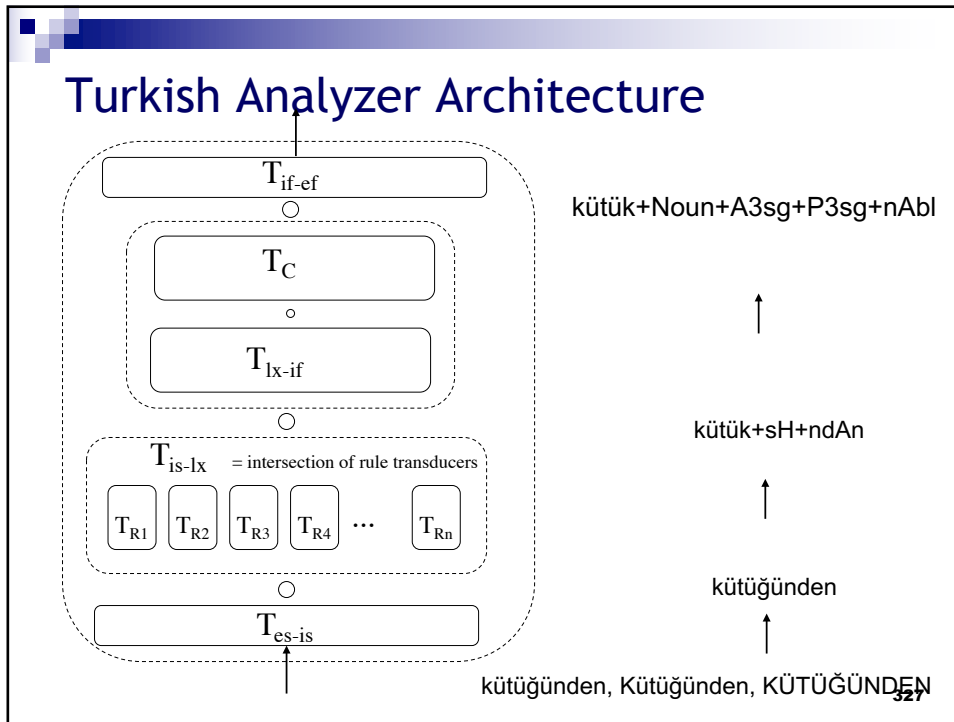 Turkish Analyzer Architecture
T_if-ef
T_C
T_lx-if
T_is-lx = intersection of rule transducers
T_R1 T_R2 T_R3 T_R4 ... T_Rn
T_es-is
kütük+Noun+A3sg+P3sg+nAbl
kütük+sH+ndAn
kütüğünden
kütüğünden, Kütüğünden, KÜTÜĞÜNDEN
327